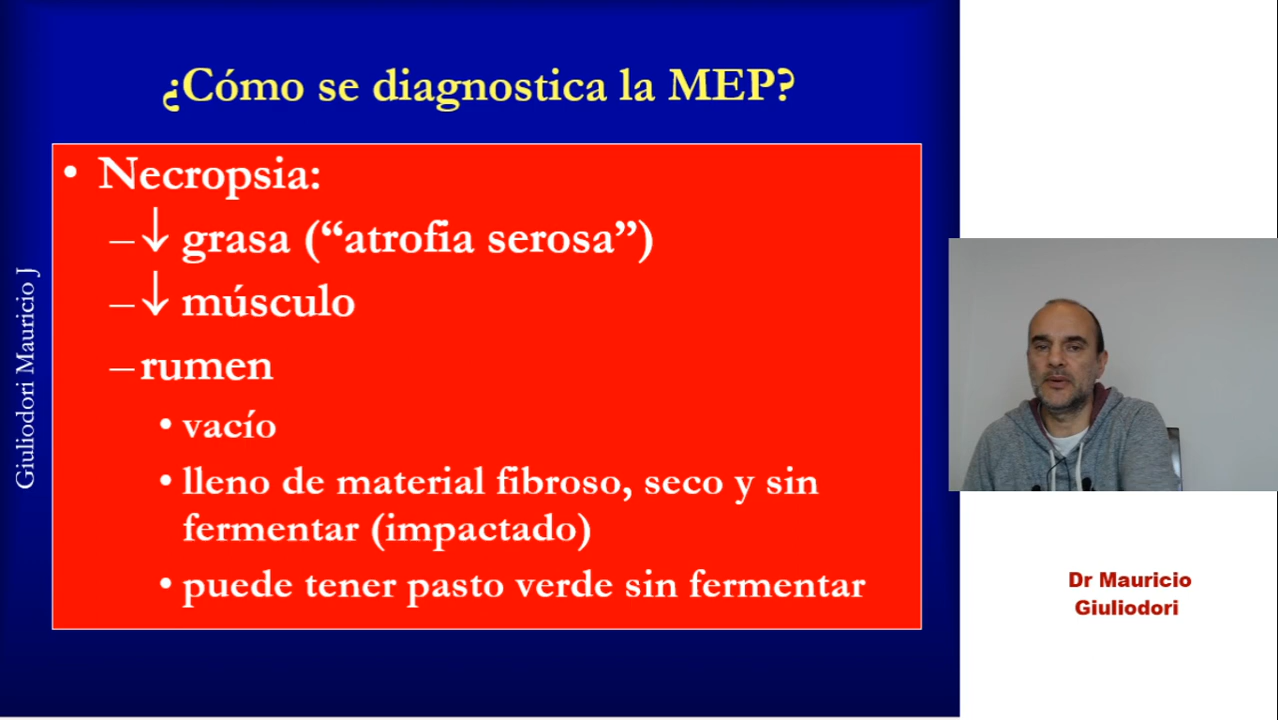 ¿Cómo se diagnostica la MEP?
• Necropsia:
–↓ grasa (“atrofia serosa”)
–↓ músculo
–rumen
• vacío
• lleno de material fibroso, seco y sin
fermentar (impactado)
• puede tener pasto verde sin fermentar
Giuliodori Mauricio J
Dr Mauricio
Giuliodori